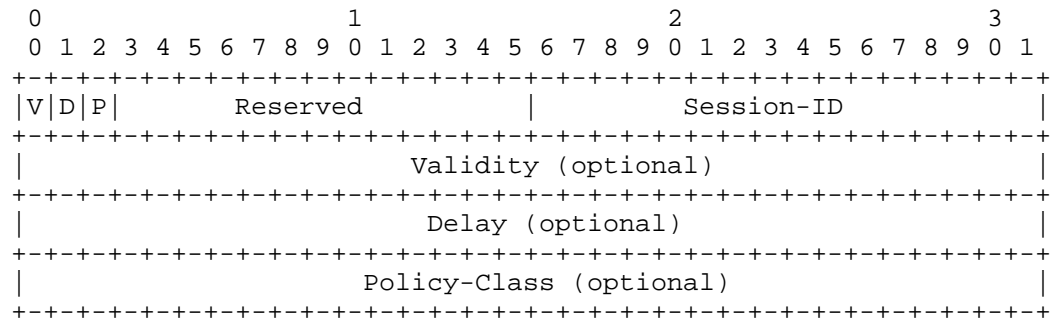 0                   1                   2                   3
 0 1 2 3 4 5 6 7 8 9 0 1 2 3 4 5 6 7 8 9 0 1 2 3 4 5 6 7 8 9 0 1
+-+-+-+-+-+-+-+-+-+-+-+-+-+-+-+-+-+-+-+-+-+-+-+-+-+-+-+-+-+-+-+-+
|V|D|P|       Reserved          |          Session-ID           |
+-+-+-+-+-+-+-+-+-+-+-+-+-+-+-+-+-+-+-+-+-+-+-+-+-+-+-+-+-+-+-+-+
|                        Validity (optional)                    |
+-+-+-+-+-+-+-+-+-+-+-+-+-+-+-+-+-+-+-+-+-+-+-+-+-+-+-+-+-+-+-+-+
|                         Delay (optional)                      |
+-+-+-+-+-+-+-+-+-+-+-+-+-+-+-+-+-+-+-+-+-+-+-+-+-+-+-+-+-+-+-+-+
|                     Policy-Class (optional)                   |
+-+-+-+-+-+-+-+-+-+-+-+-+-+-+-+-+-+-+-+-+-+-+-+-+-+-+-+-+-+-+-+-+